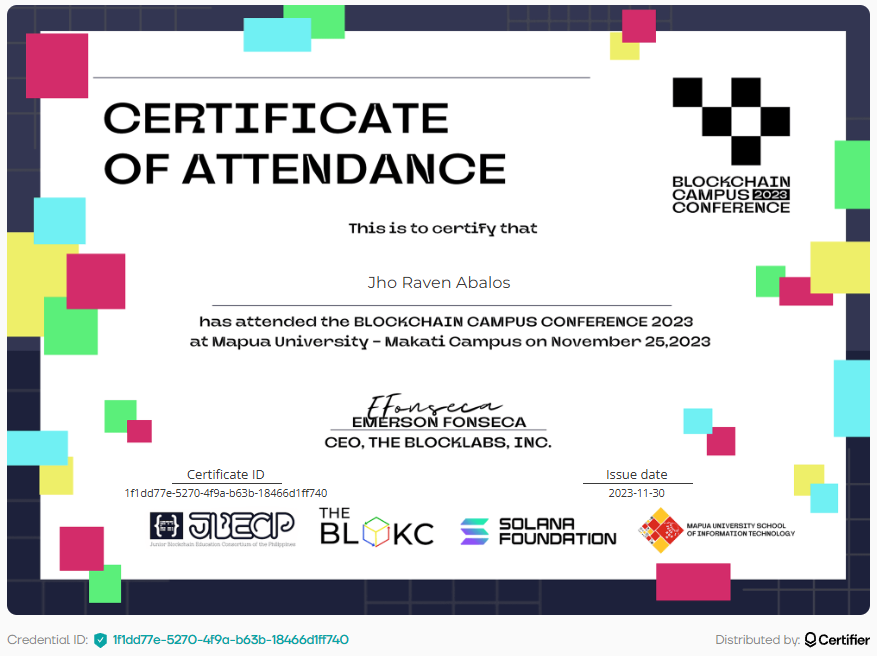 CERTIFICATE
OF ATTENDANCE
BLOCKCHAIN
CAMPUS 2023
CONFERENCE
This is to certify that
Jho Raven Abalos
has attended the BLOCKCHAIN CAMPUS CONFERENCE 2023
at Mapua University - Makati Campus on November 25,2023
EFonseca
EMERSON FONSECA
CEO, THE BLOCKLABS, INC.
Certificate ID
1f1dd77e-5270-4f9a-b63b-18466d1ff740
Issue date
2023-11-30
JBECP
Junior Blockchain Education Consortium of the Philippines
THE
BLOKC
SOLANA
FOUNDATION
MAPUA UNIVERSITY SCHOOL
OF INFORMATION TECHNOLOGY
Credential ID: 1f1dd77e-5270-4f9a-b63b-18466d1ff740
Distributed by: Certifier